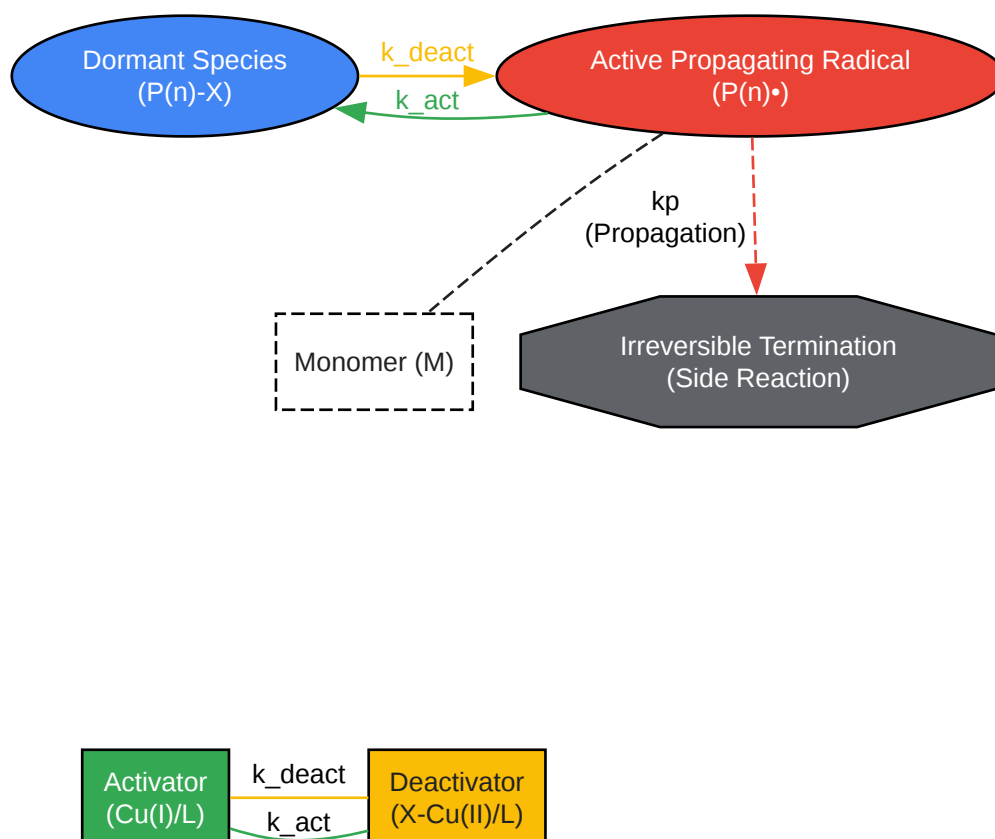 Dormant Species
(P(n)-X)
k_deact
k_act
Active Propagating Radical
(P(n)•)
kp
(Propagation)
Monomer (M)
Irreversible Termination
(Side Reaction)
Activator
(Cu(I)/L)
k_deact
k_act
Deactivator
(X-Cu(II)/L)